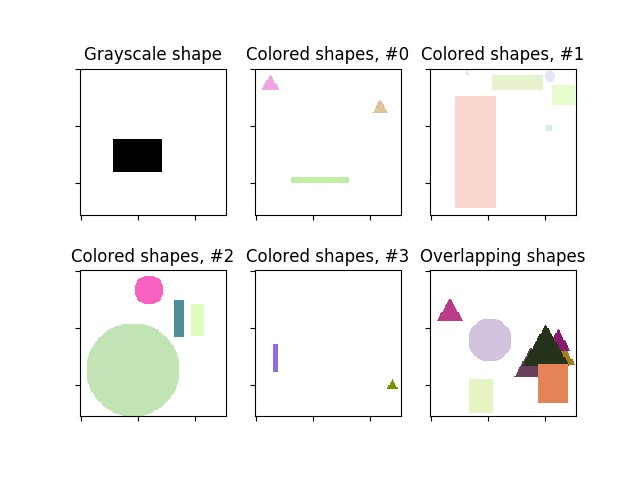 Grayscale shape
Colored shapes, #0
Colored shapes, #1
Colored shapes, #2
Colored shapes, #3
Overlapping shapes